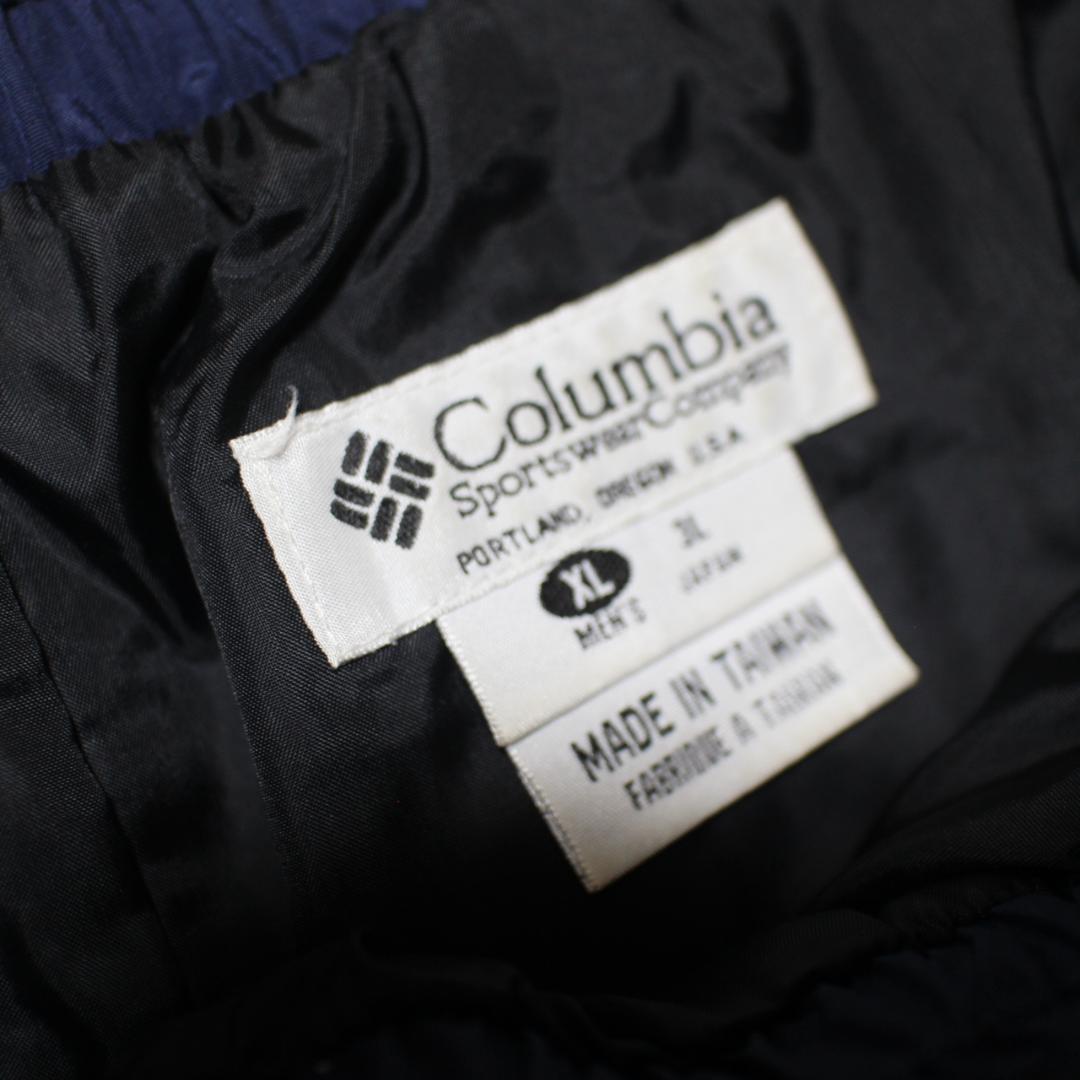 Columbia
Sportswear Company
PORTLAND, OREGON U.S.A
XL 3L
MEN'S JAPAN
MADE IN TAIWAN
FABRIQUE A TAIWAN